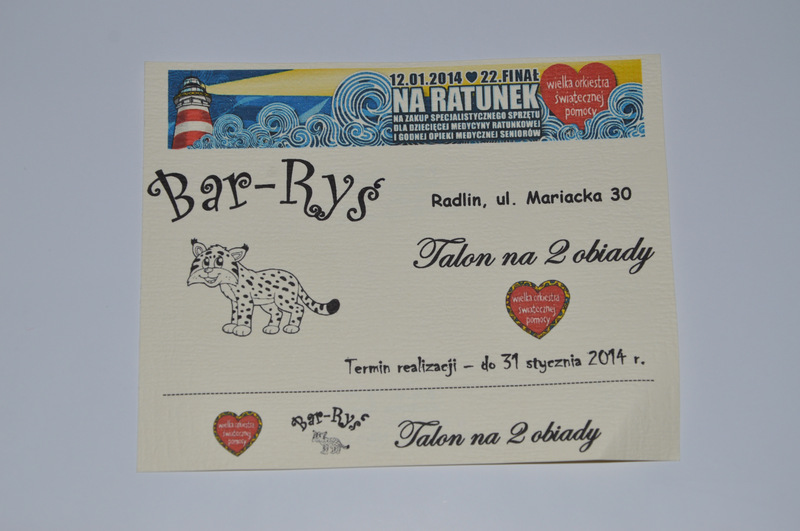 12.01.2014 ♥ 22.FINAŁ
NA RATUNEK
NA ZAKUP SPECJALISTYCZNEGO SPRZĘTU
DLA DZIECIĘCEJ MEDYCYNY RATUNKOWEJ
I GODNEJ OPIEKI MEDYCZNEJ SENIORÓW
wielka orkiestra
świątecznej
pomocy
Bar-Ryś
Radlin, ul. Mariacka 30
Talon na 2 obiady
wielka orkiestra
świątecznej
pomocy
Termin realizacji – do 31 stycznia 2014 r.
wielka orkiestra
świątecznej
pomocy
Bar-Ryś
Talon na 2 obiady